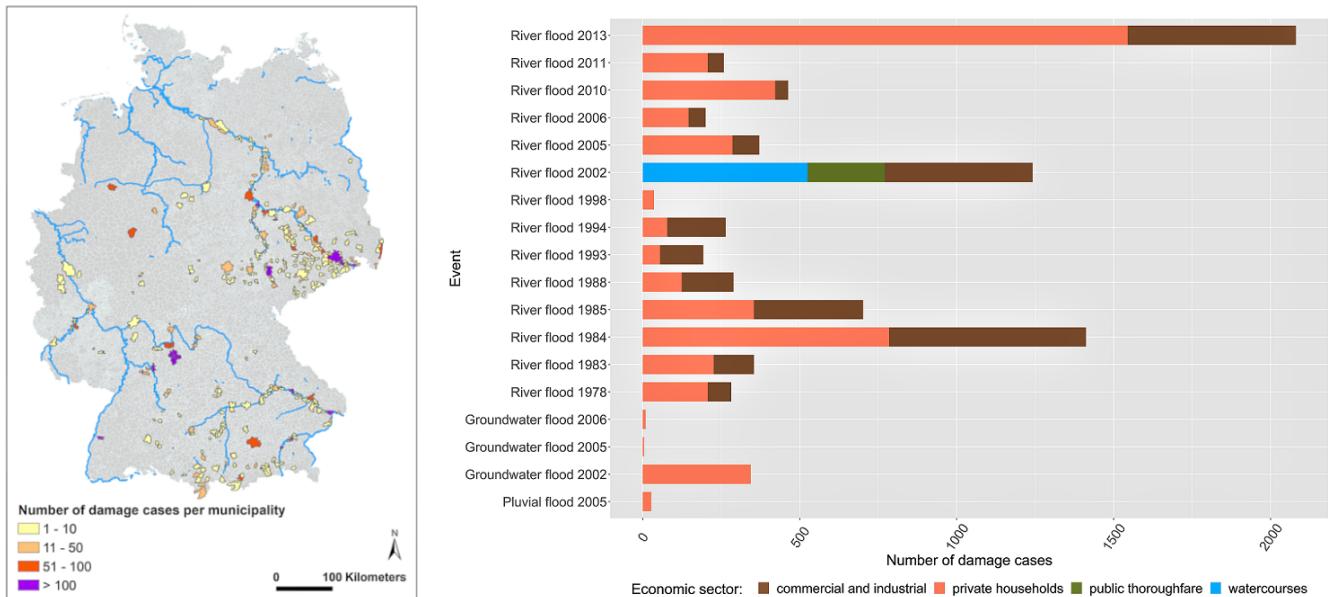 Number of damage cases per municipality
1 - 10
11 - 50
51 - 100
> 100
N
0 100 Kilometers
River flood 2013
River flood 2011
River flood 2010
River flood 2006
River flood 2005
River flood 2002
River flood 1998
River flood 1994
River flood 1993
River flood 1988
River flood 1985
River flood 1984
River flood 1983
River flood 1978
Groundwater flood 2006
Groundwater flood 2005
Groundwater flood 2002
Pluvial flood 2005
Event
0 500 1000 1500 2000
Number of damage cases
Economic sector: commercial and industrial private households public thoroughfare watercourses